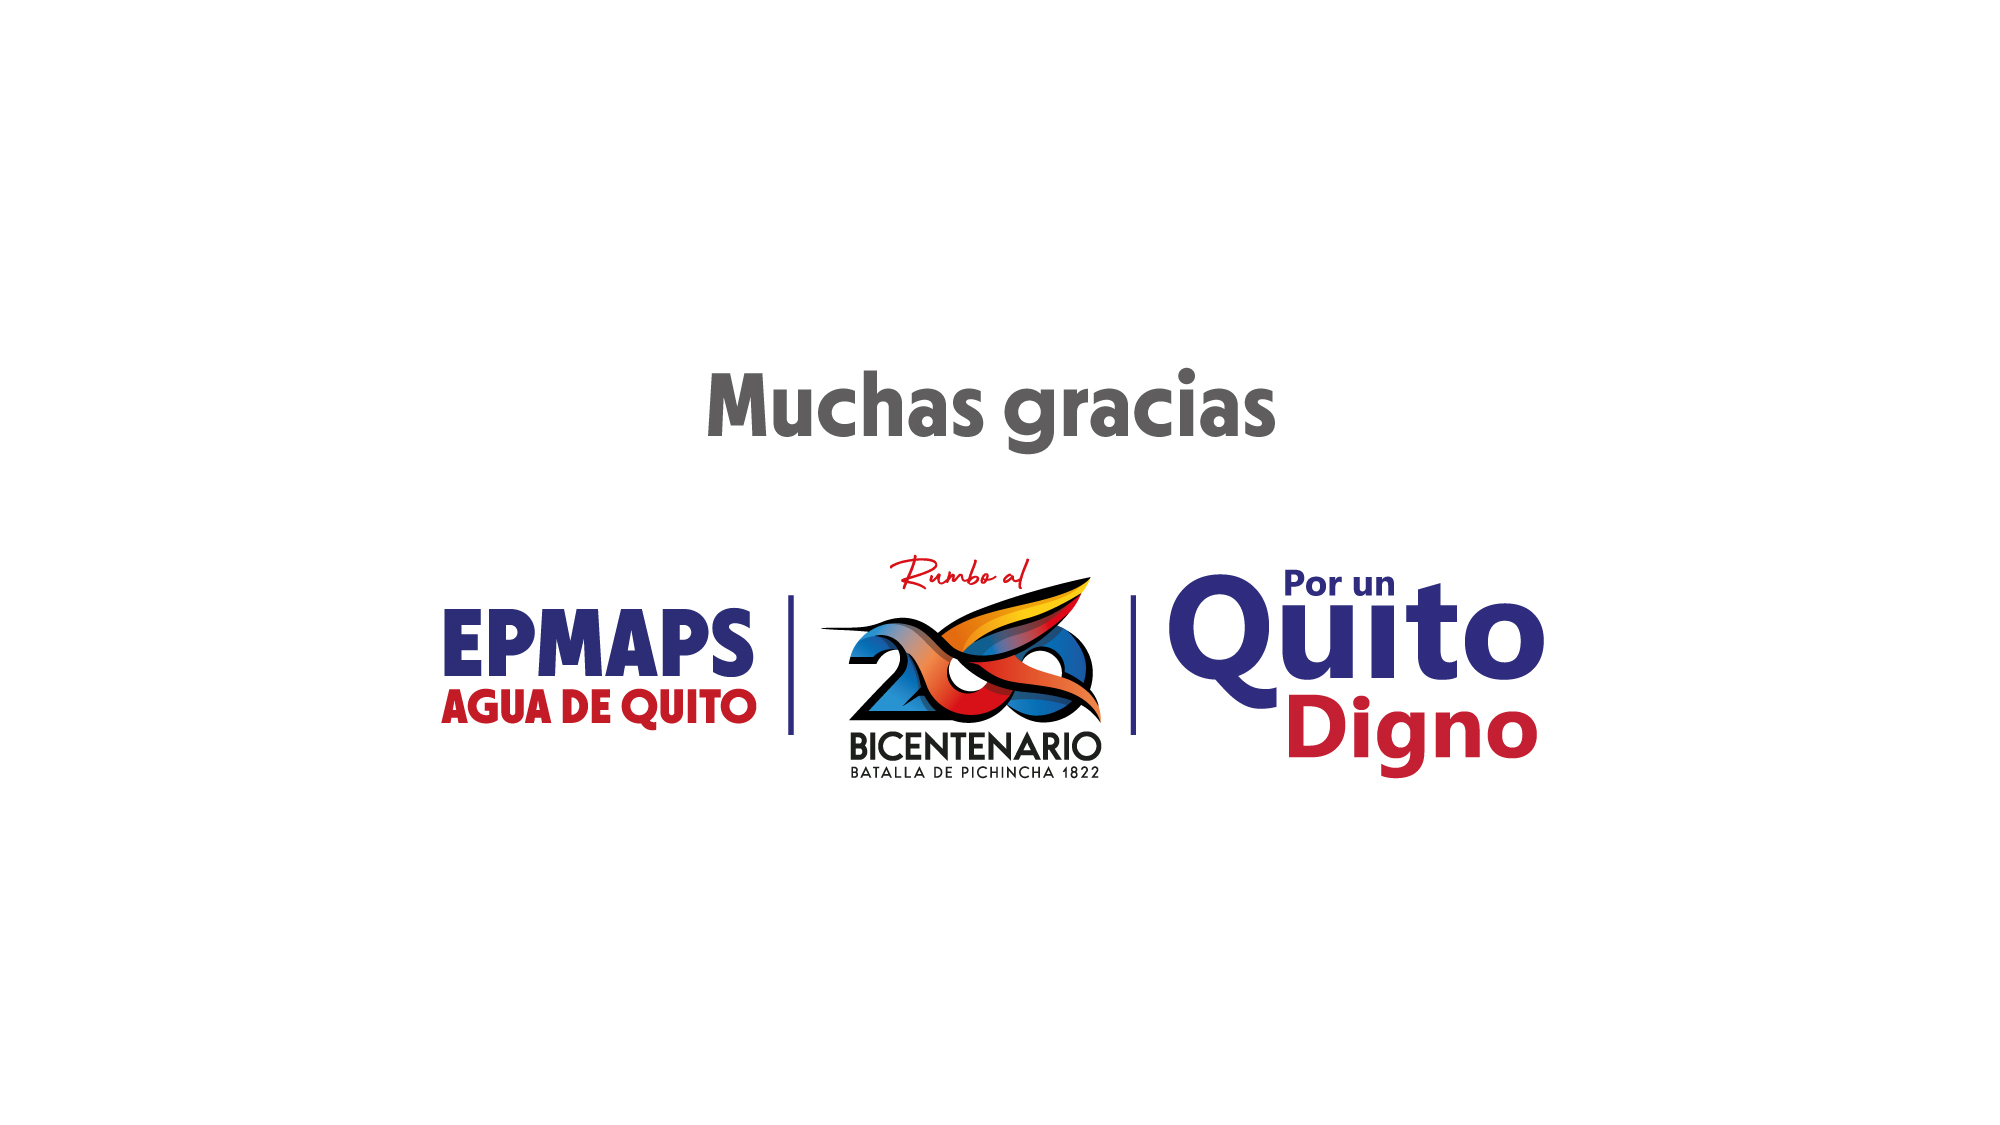 Muchas gracias
EPMAPS
AGUA DE QUITO
Rumbo al
200
BICENTENARIO
BATALLA DE PICHINCHA 1822
Por un
Quito
Digno